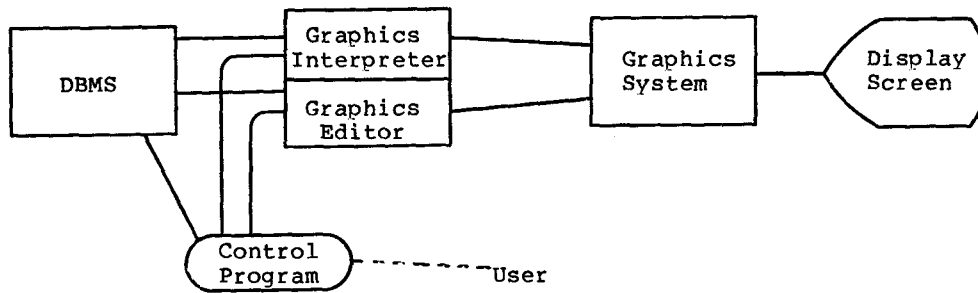 DBMS
Graphics
Interpreter
Graphics
Editor
Graphics
System
Display
Screen
Control
Program
User